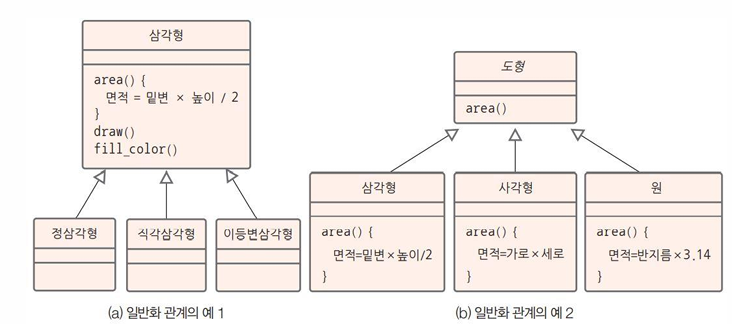 삼각형
area() {
면적 = 밑변 × 높이 / 2
}
draw()
fill_color()
정삼각형
직각삼각형
이등변삼각형
(a) 일반화 관계의 예 1
도형
area()
삼각형
area() {
면적=밑변×높이/2
}
사각형
area() {
면적=가로×세로
}
원
area() {
면적=반지름×3.14
}
(b) 일반화 관계의 예 2